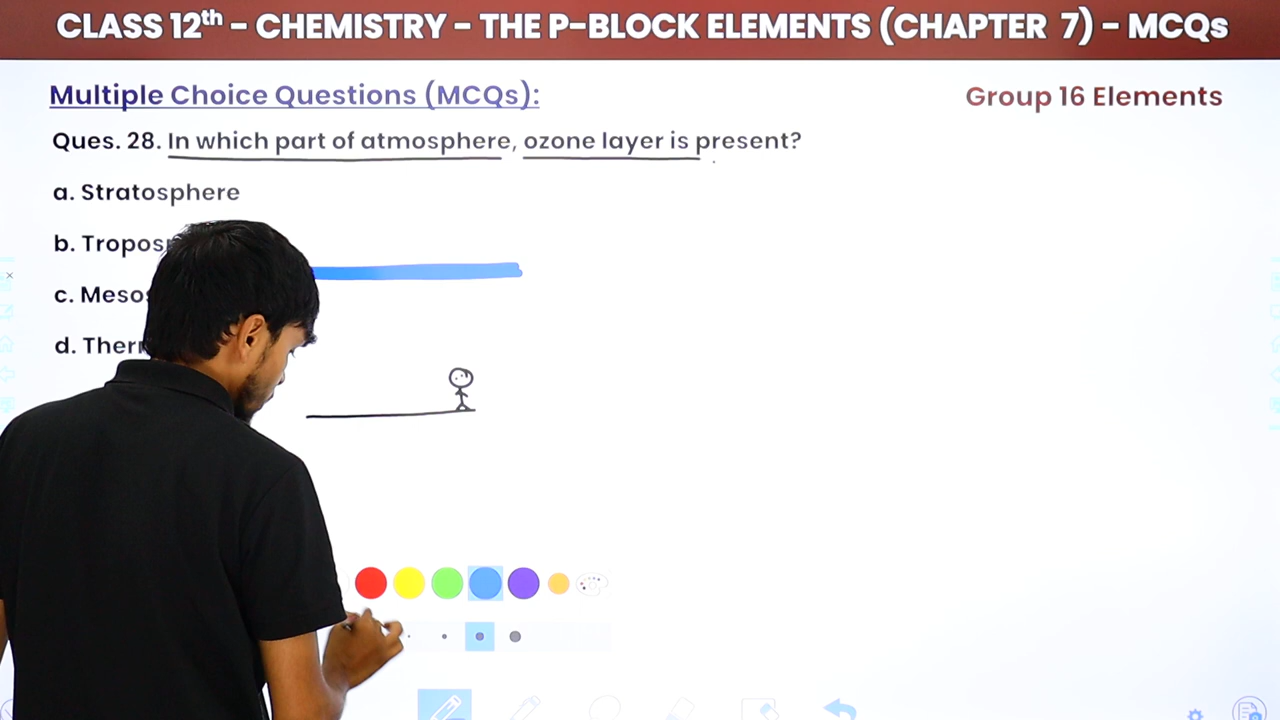 CLASS 12th - CHEMISTRY - THE P-BLOCK ELEMENTS (CHAPTER 7) - MCQs
Multiple Choice Questions (MCQs):
Group 16 Elements
Ques. 28. In which part of atmosphere, ozone layer is present?
a. Stratosphere
b. Tropos
c. Meso
d. Ther